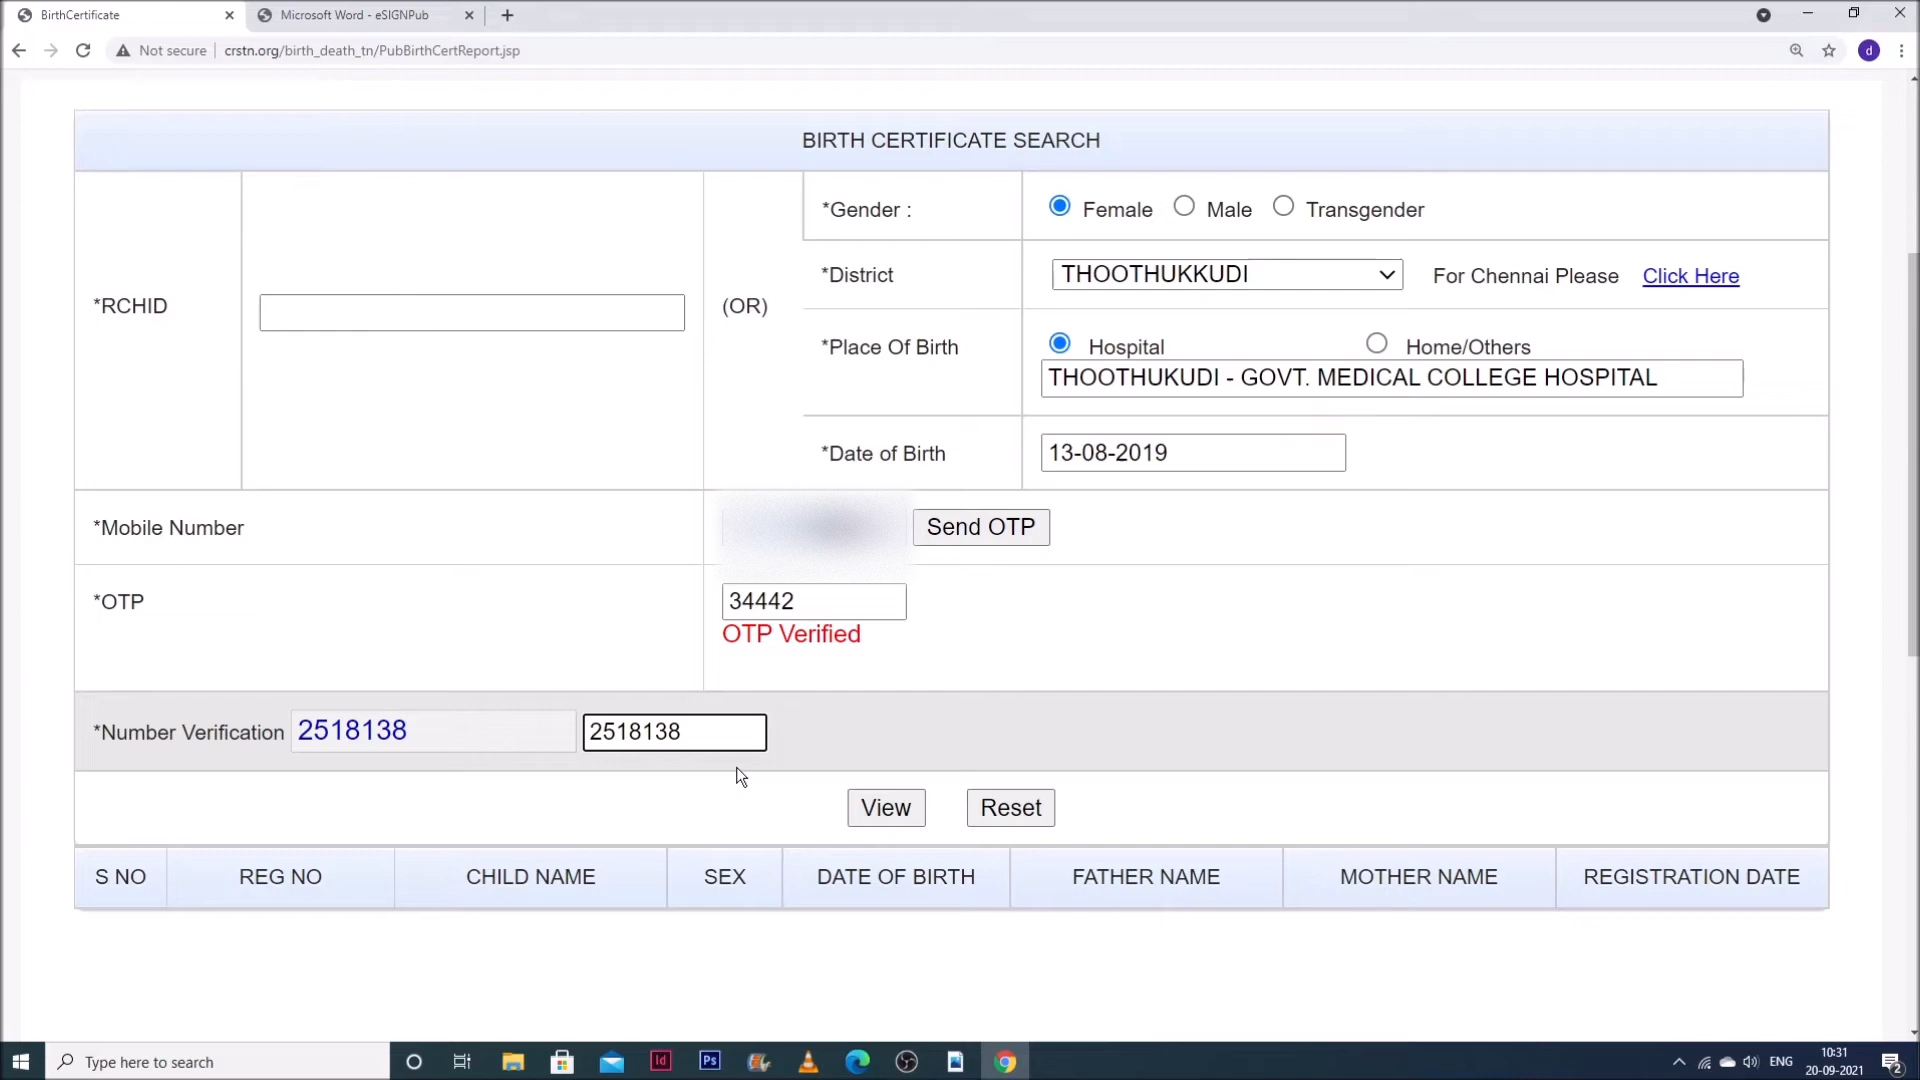 BirthCertificate
Microsoft Word - eSIGNPub
Not secure
crstn.org/birth_death_tn/PubBirthCertReport.jsp
d
BIRTH CERTIFICATE SEARCH
*RCHID
(OR)
*Gender :
Female Male Transgender
*District
THOOTHUKKUDI
For Chennai Please Click Here
*Place Of Birth
Hospital Home/Others
THOOTHUKUDI - GOVT. MEDICAL COLLEGE HOSPITAL
*Date of Birth
13-08-2019
*Mobile Number
Send OTP
*OTP
34442
OTP Verified
*Number Verification 2518138 2518138
View Reset
S NO REG NO CHILD NAME SEX DATE OF BIRTH FATHER NAME MOTHER NAME REGISTRATION DATE
Type here to search
Id
Ps
ENG
10:31
20-09-2021
2